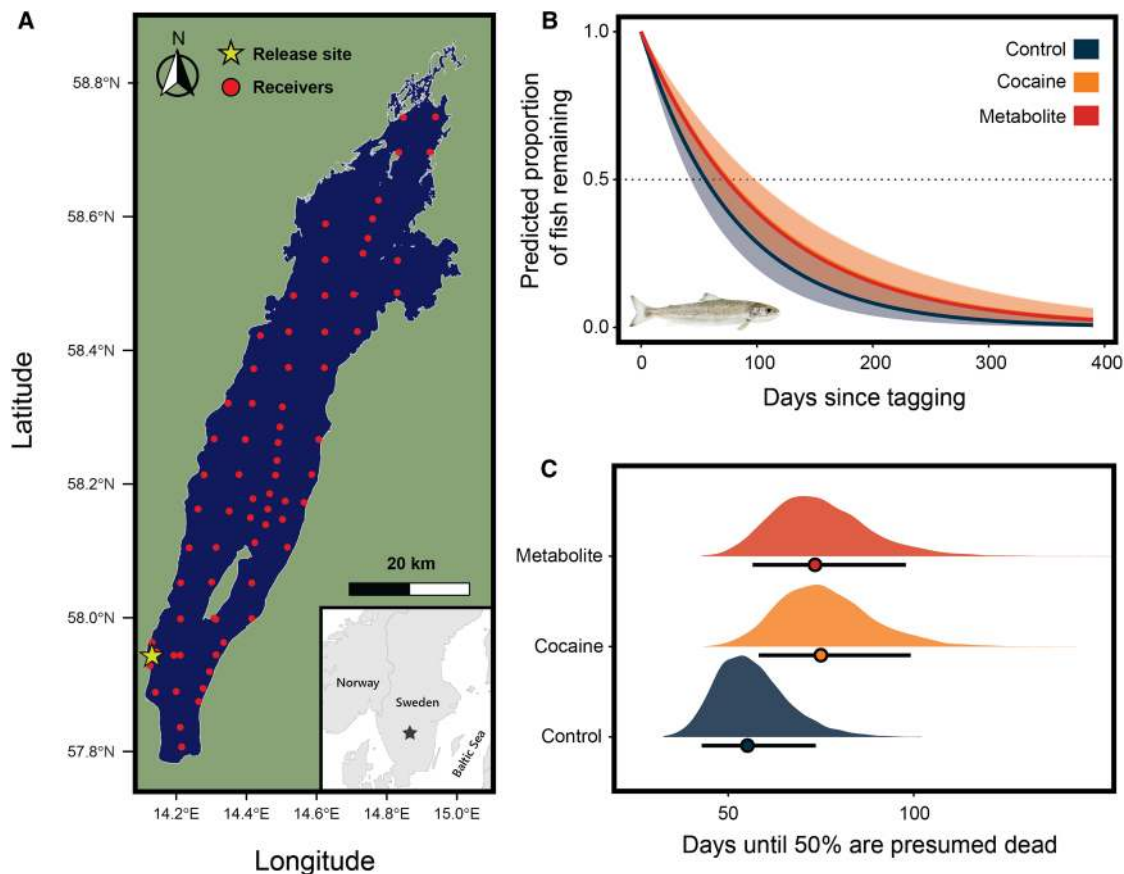 A
N
Release site
Receivers
58.8°N
58.6°N
58.4°N
58.2°N
58.0°N
57.8°N
Latitude
20 km
Norway
Sweden
Baltic Sea
14.2°E 14.4°E 14.6°E 14.8°E 15.0°E
Longitude
B
Control
Cocaine
Metabolite
Predicted proportion
of fish remaining
1.0
0.5
0.0
0 100 200 300 400
Days since tagging
C
Metabolite
Cocaine
Control
50 100
Days until 50% are presumed dead